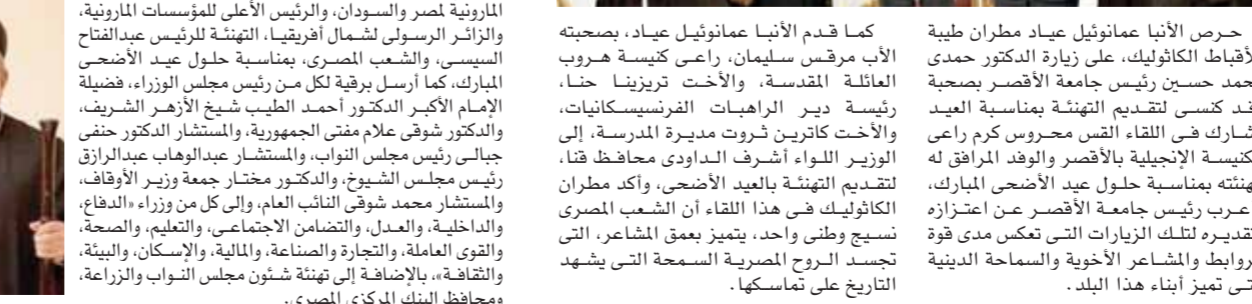 حرص الأنبا عمانوئيل عياد مطران طيبة
لأقباط الكاثوليك، على زيارة الدكتور حمدى
حمد حسين رئيس جامعة الأقصر بصحبة
كنسى لتقديم التهنئة بمناسبة العيد
شارك فى اللقاء القس محروس كرم راعى
كنيسة الإنجيلية بالأقصر والوفد المرافق له
هنئته بمناسبة حلول عيد الأضحى المبارك،
عرب رئيس جامعة الأقصر عن اعتزازه
تقديره لتلك الزيارات التى تعكس مدى قوة
روابط والمشاعر الأخوية والسماحة الدينية
تى تميز أبناء هذا البلد.
كما قدم الأنبا عمانوئيل عياد، بصحبته
الأب مرقس سليمان، راعى كنيسة هروب
العائلة المقدسة، والأخت تريزينا حنا،
رئيسة دير الراهبات الفرنسيسكانيات،
والأخت كاترين ثروت مديرة المدرسة، إلى
الوزير اللواء أشرف الداودى محافظ قنا،
لتقديم التهنئة بالعيد الأضحى، وأكد مطران
الكاثوليك فى هذا اللقاء أن الشعب المصرى
نسيج وطنى واحد، يتميز بعمق المشاعر، التى
تجسد الروح المصرية السمحة التى يشهد
التاريخ على تماسكها.
المارونية لمصر والسودان، والرئيس الأعلى للمؤسسات المارونية،
والزائر الرسولى لشمال أفريقيا، التهنئة للرئيس عبدالفتاح
السيسى، والشعب المصرى، بمناسبة حلول عيد الأضحى
المبارك، كما أرسل برقية لكل من رئيس مجلس الوزراء، فضيلة
الإمام الأكبر الدكتور أحمد الطيب شيخ الأزهر الشريف،
والدكتور شوقى علام مفتى الجمهورية، والمستشار الدكتور حنفى
جبالى رئيس مجلس النواب، والمستشار عبدالوهاب عبدالرازق
رئيس مجلس الشيوخ، والدكتور مختار جمعة وزير الأوقاف،
والمستشار محمد شوقى النائب العام، وإلى كل من وزراء «الدفاع،
والداخلية، والعدل، والتضامن الاجتماعى، والتعليم، والصحة،
والقوى العاملة، والتجارة والصناعة، والمالية، والإسكان، والبيئة،
والثقافة»، بالإضافة إلى تهنئة شئون مجلس النواب والزراعة،
ومحافظ البنك المركزى المصرى.